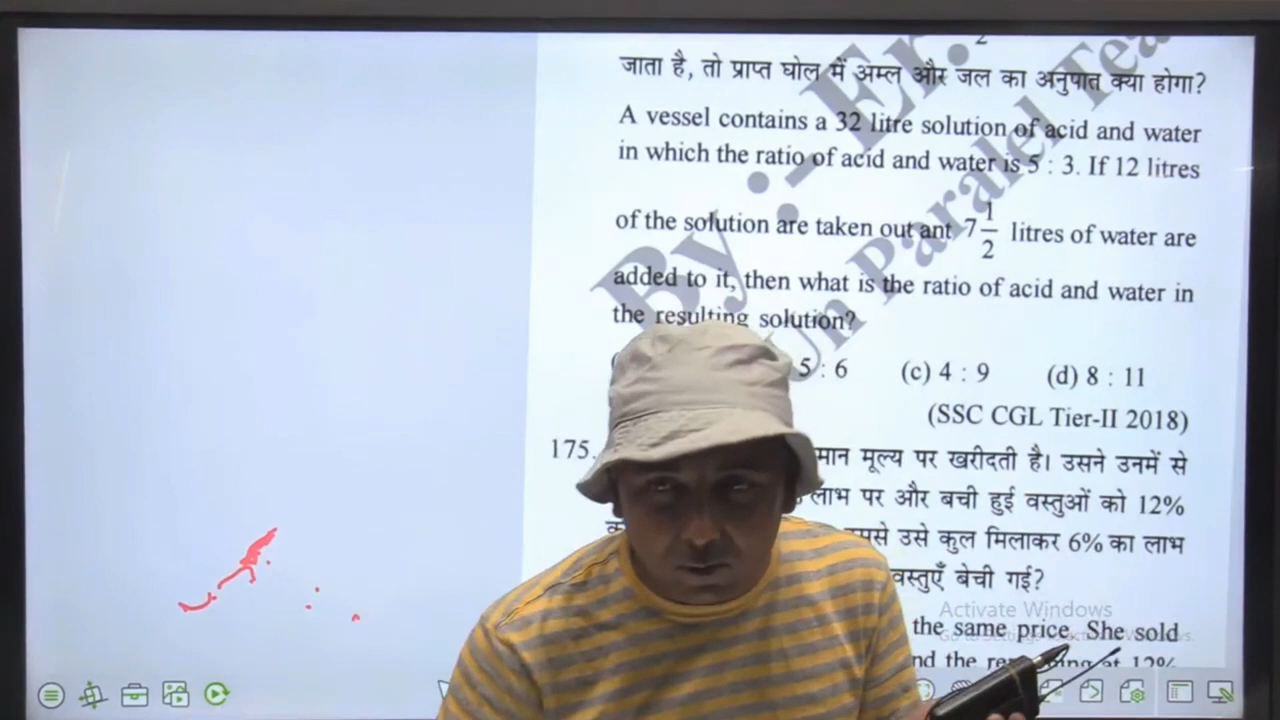 जाता है, तो प्राप्त घोल में अम्ल और जल का अनुपात क्या होगा?
A vessel contains a 32 litre solution of acid and water
in which the ratio of acid and water is 5 : 3. If 12 litres
of the solution are taken out ant 7 1/2 litres of water are
added to it, then what is the ratio of acid and water in
the resulting solution?
5 : 6 (c) 4 : 9 (d) 8 : 11
(SSC CGL Tier-II 2018)
175. मान मूल्य पर खरीदती है। उसने उनमें से
लाभ पर और बची हुई वस्तुओं को 12%
उसे कुल मिलाकर 6% का लाभ
वस्तुएँ बेची गई?
the same price. She sold
By :- Er.
Un Paralel
Activate Windows